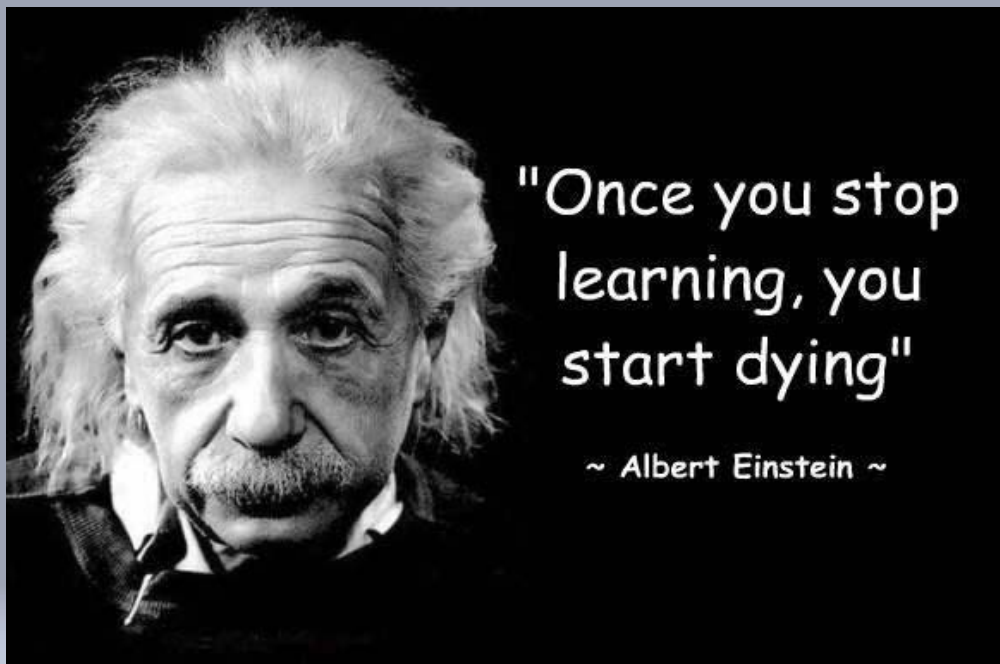 "Once you stop
learning, you
start dying"
~ Albert Einstein ~